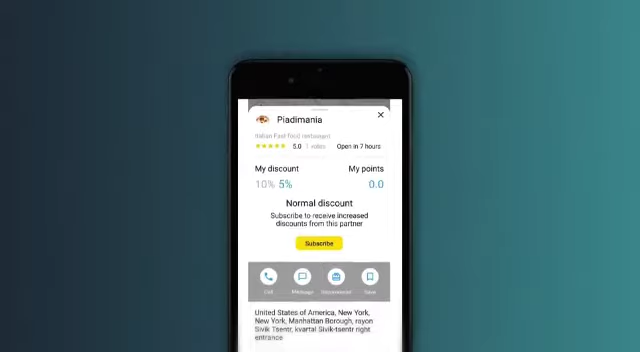 Piadimania
Italian Fast food restaurant
5.0 1 votes Open in 7 hours
My discount My points
10% 5% 0.0
Normal discount
Subscribe to receive increased
discounts from this partner
Subscribe
Call Message Save
United States of America, New York,
New York, Manhattan Borough, rayon
Sivik Tsentr, kvartal Sivik-tsentr right
entrance